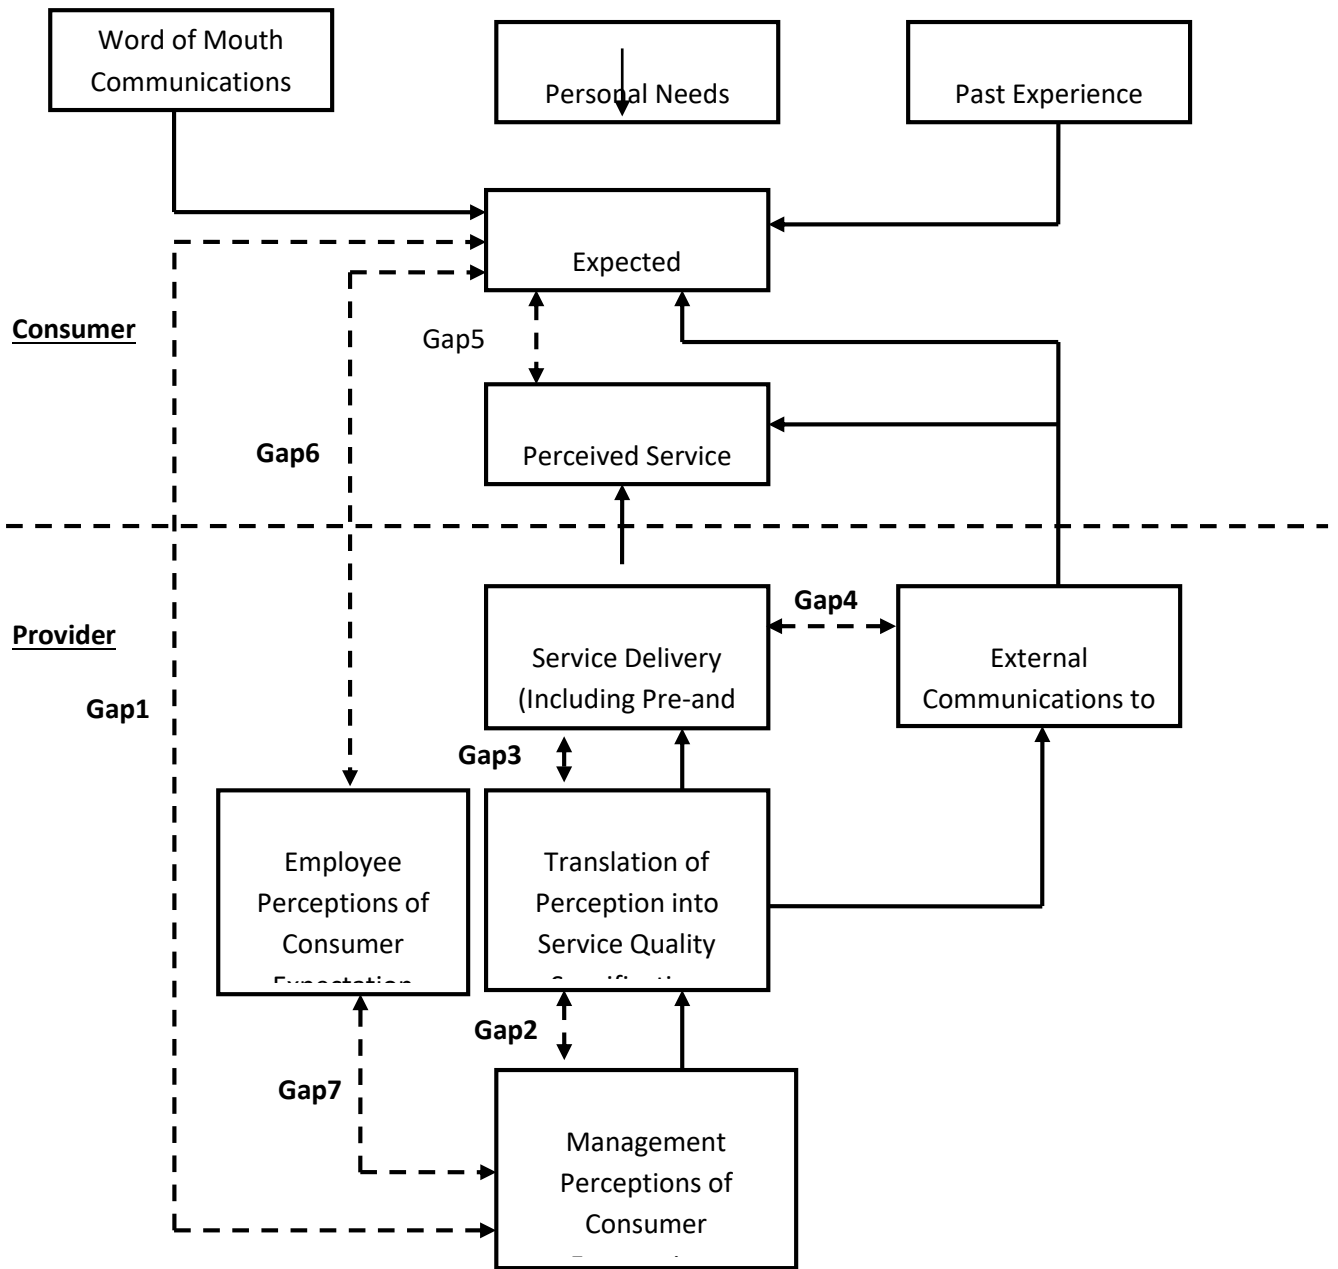 Word of Mouth
Communications
Personal Needs
Past Experience
Expected
Consumer
Gap5
Gap6
Perceived Service
Gap4
Provider
Service Delivery
(Including Pre-and
External
Communications to
Gap1
Gap3
Employee
Perceptions of
Consumer
Expectation
Translation of
Perception into
Service Quality
Gap2
Gap7
Management
Perceptions of
Consumer